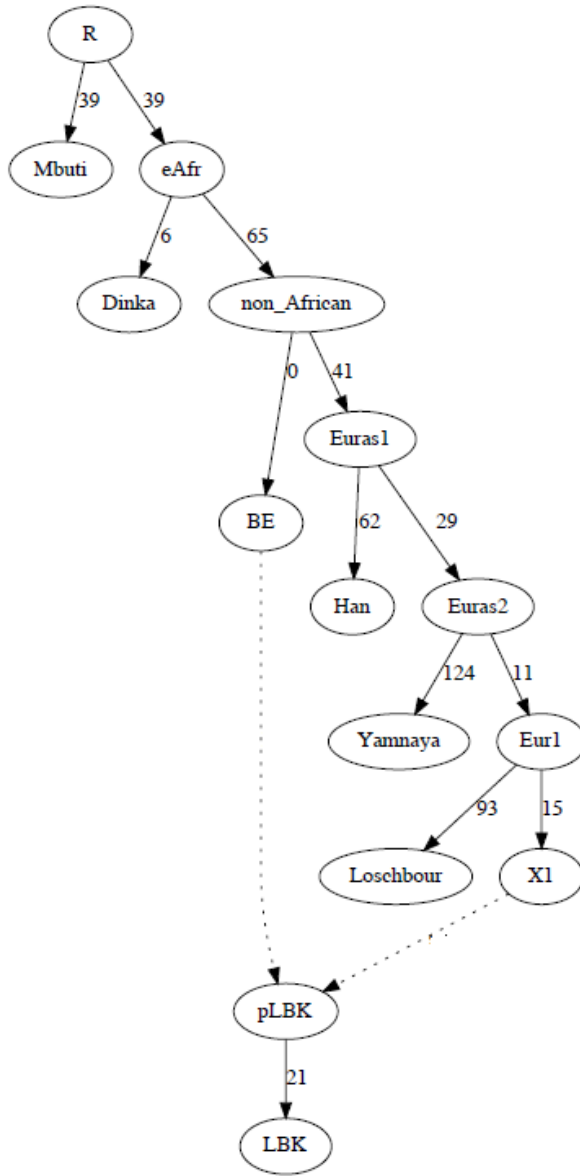 R
39 39
Mbuti eAfr
6 65
Dinka non_African
0 41
Euras1
BE 62 29
Han Euras2
124 11
Yamnaya Eur1
93 15
Loschbour X1
pLBK
21
LBK